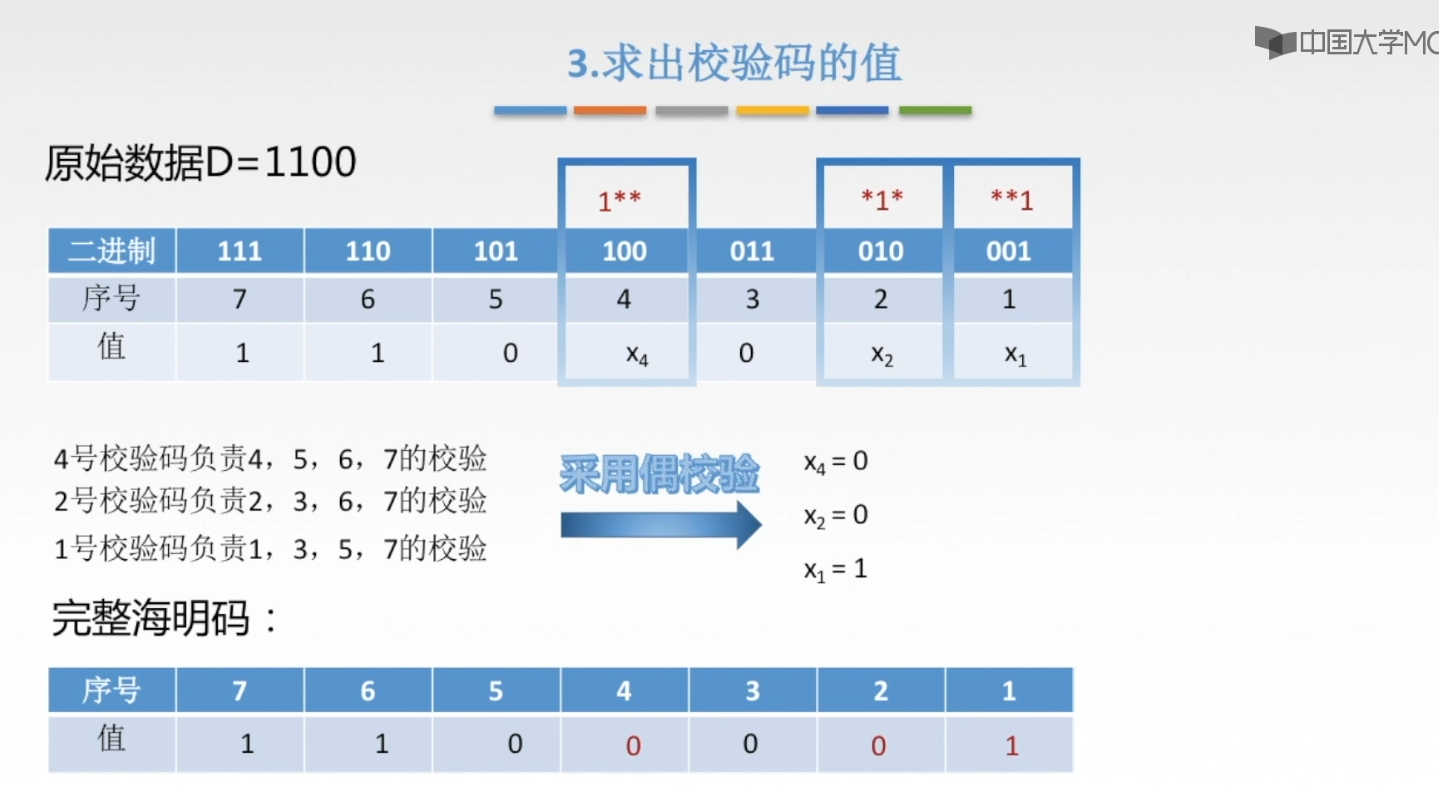 中国大学MO
3.求出校验码的值
原始数据D=1100
1** *1* **1
二进制 111 110 101 100 011 010 001
序号 7 6 5 4 3 2 1
值 1 1 0 x4 0 x2 x1
4号校验码负责4，5，6，7的校验
2号校验码负责2，3，6，7的校验
1号校验码负责1，3，5，7的校验
采用偶校验
x4 = 0
x2 = 0
x1 = 1
完整海明码：
序号 7 6 5 4 3 2 1
值 1 1 0 0 0 0 1